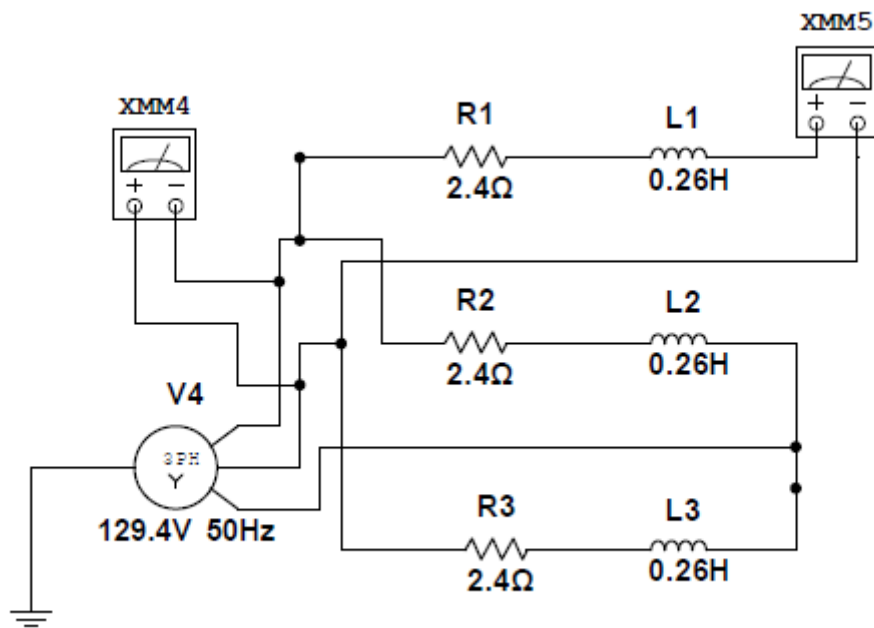 XMM5
XMM4
+ −
+ −
R1
L1
2.4Ω
0.26H
R2
L2
2.4Ω
0.26H
V4
3PH
Y
129.4V 50Hz
R3
L3
2.4Ω
0.26H